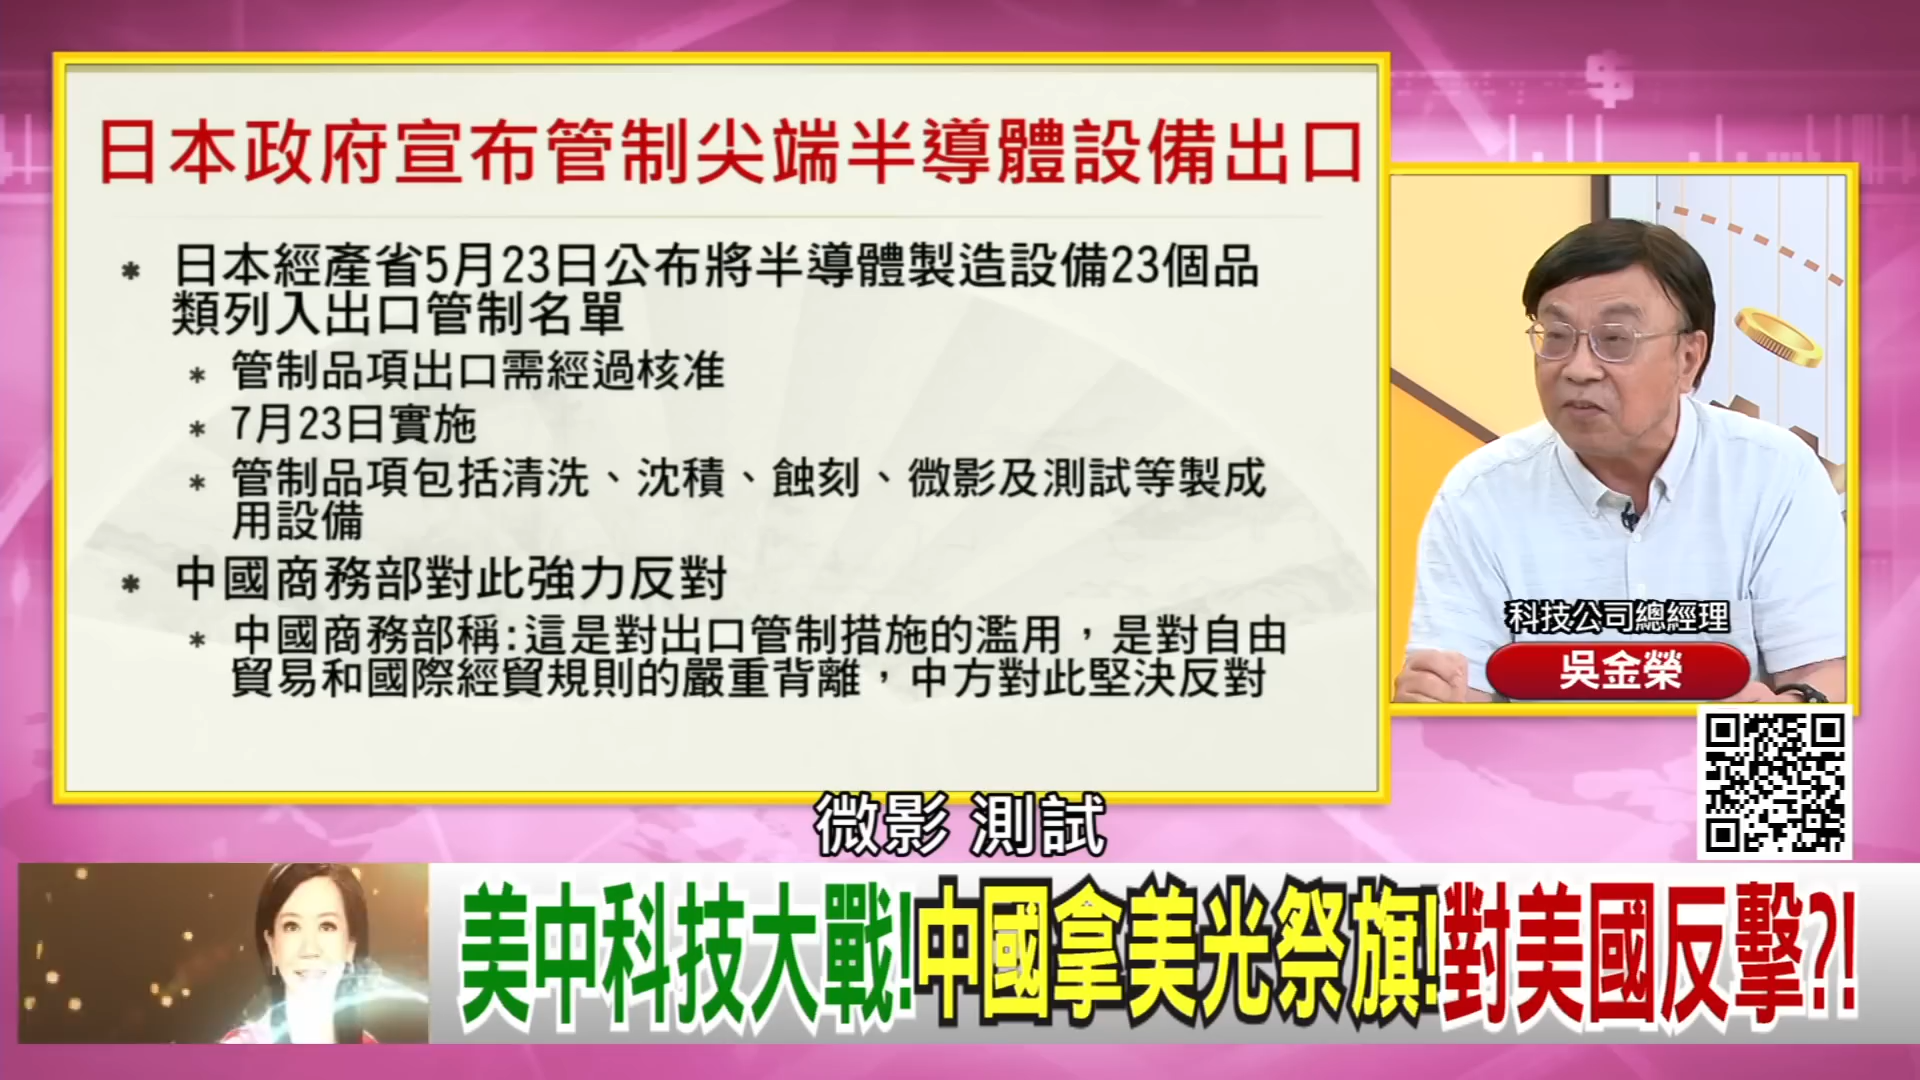 日本政府宣布管制尖端半導體設備出口
* 日本經產省5月23日公布將半導體製造設備23個品
類列入出口管制名單
* 管制品項出口需經過核准
* 7月23日實施
* 管制品項包括清洗、沈積、蝕刻、微影及測試等製成
用設備
* 中國商務部對此強力反對
* 中國商務部稱:這是對出口管制措施的濫用，是對自由
貿易和國際經貿規則的嚴重背離，中方對此堅決反對
科技公司總經理
吳金榮
微影 測試
美中科技大戰!中國拿美光祭旗!對美國反擊?!